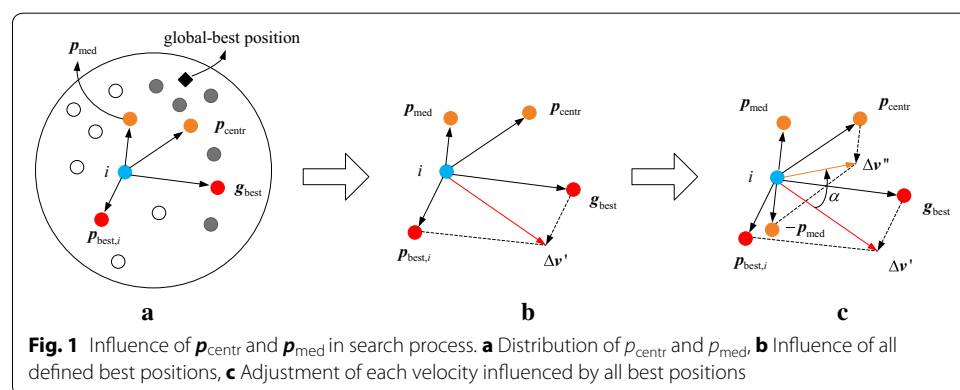 global-best position
p_med
p_centr
i
g_best
p_best,i
a
p_med
p_centr
i
g_best
p_best,i
Δv'
b
p_med
p_centr
Δv''
i
α
g_best
−p_med
p_best,i
Δv'
c
Fig. 1 Influence of p_centr and p_med in search process. a Distribution of p_centr and p_med, b Influence of all
defined best positions, c Adjustment of each velocity influenced by all best positions